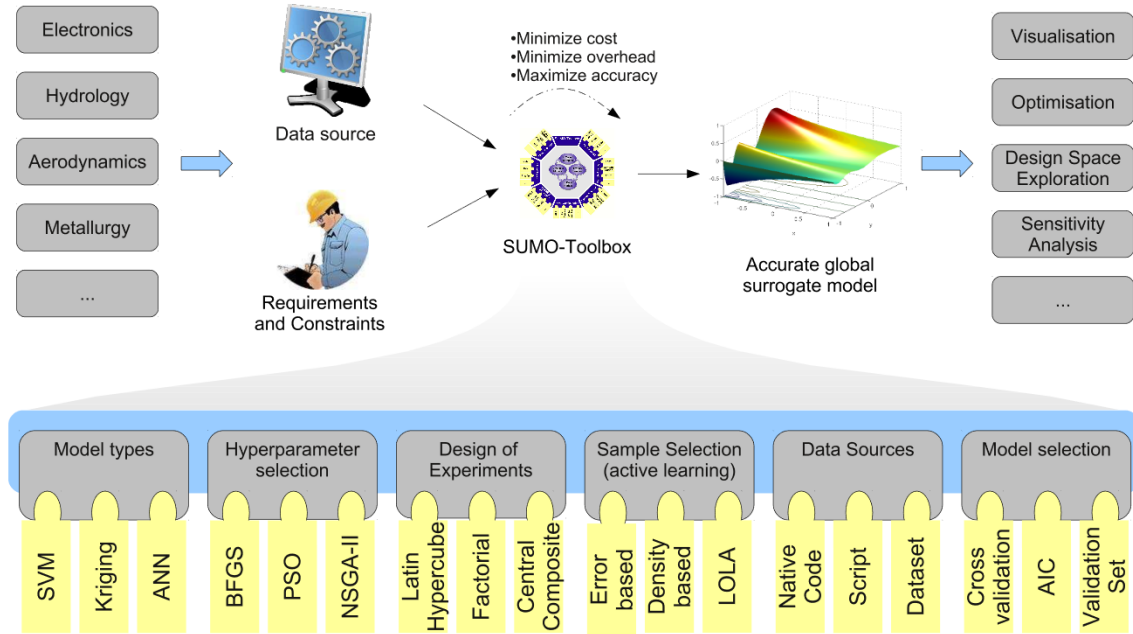 Electronics
Hydrology
Aerodynamics
Metallurgy
...
Data source
Requirements
and Constraints
•Minimize cost
•Minimize overhead
•Maximize accuracy
SUMO-Toolbox
Accurate global
surrogate model
Visualisation
Optimisation
Design Space
Exploration
Sensitivity
Analysis
...
Model types
SVM
Kriging
ANN
Hyperparameter
selection
BFGS
PSO
NSGA-II
Design of
Experiments
Latin
Hypercube
Factorial
Central
Composite
Sample Selection
(active learning)
Error
based
Density
based
LOLA
Data Sources
Native
Code
Script
Dataset
Model selection
Cross
validation
AIC
Validation
Set